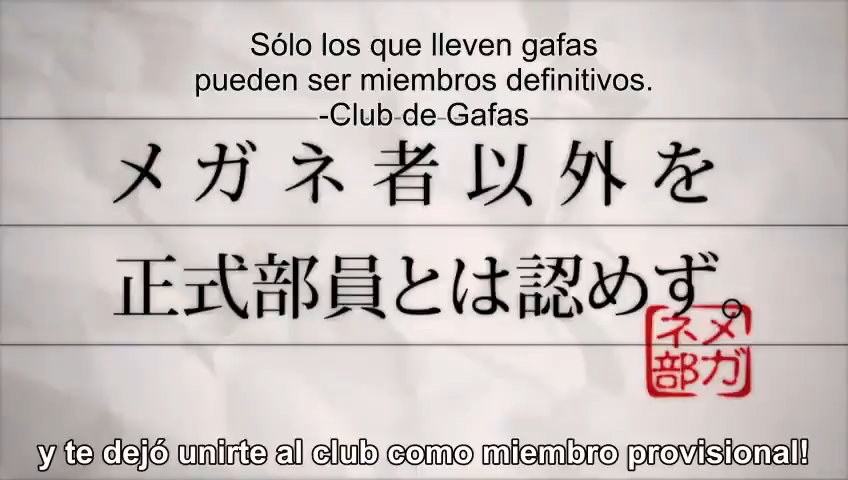 Sólo los que lleven gafas
pueden ser miembros definitivos.
-Club de Gafas
メガネ者以外を
正式部員とは認めず。
メガ
ネ部
y te dejó unirte al club como miembro provisional!